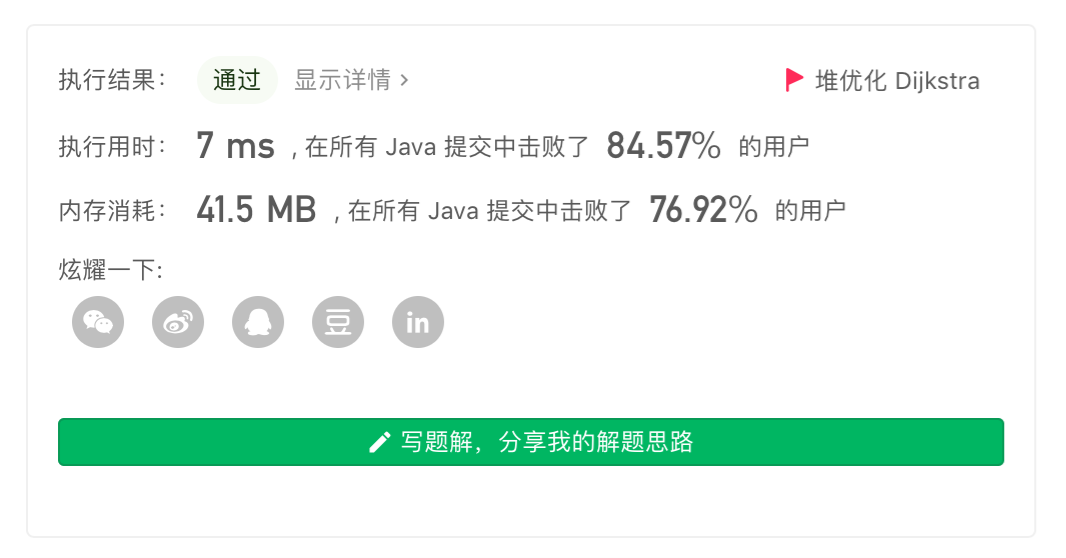 执行结果： 通过 显示详情 > 堆优化 Dijkstra
执行用时： 7 ms , 在所有 Java 提交中击败了 84.57% 的用户
内存消耗： 41.5 MB , 在所有 Java 提交中击败了 76.92% 的用户
炫耀一下:
豆 in
写题解，分享我的解题思路